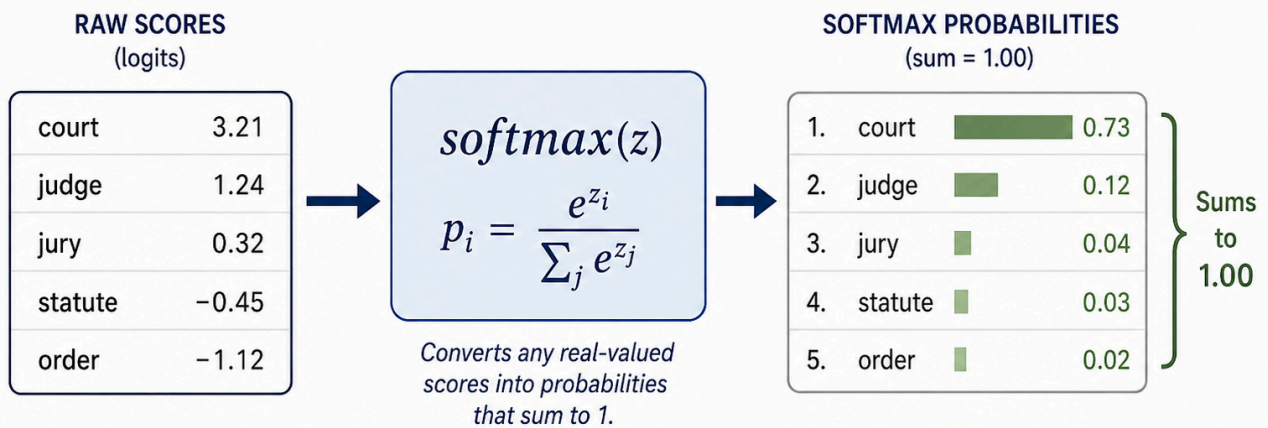 RAW SCORES
(logits)
court 3.21
judge 1.24
jury 0.32
statute −0.45
order −1.12
softmax(z)
p_i = e^{z_i} / ∑_j e^{z_j}
Converts any real-valued
scores into probabilities
that sum to 1.
SOFTMAX PROBABILITIES
(sum = 1.00)
1. court 0.73
2. judge 0.12
3. jury 0.04
4. statute 0.03
5. order 0.02
Sums
to
1.00